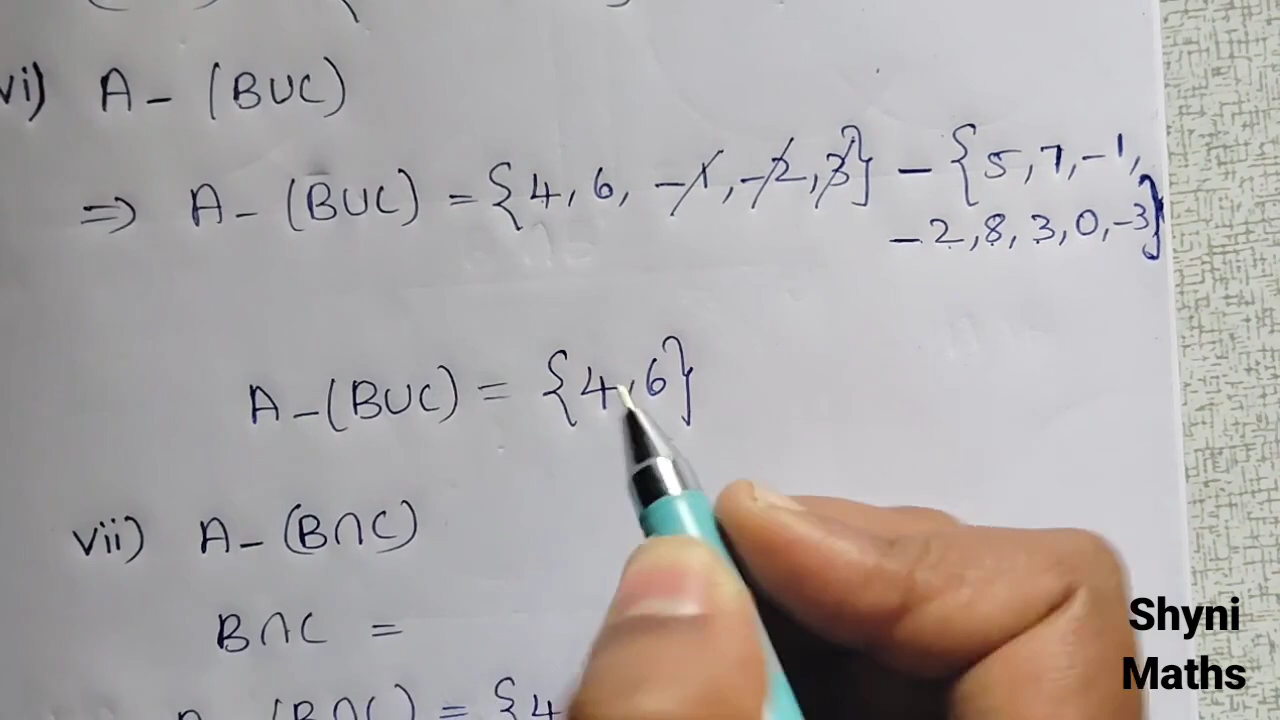 vi) A - (B∪C)
⇒ A - (B∪C) = {4, 6, -1, -2, 3} - {5, 7, -1,
-2, 8, 3, 0, -3}
A - (B∪C) = {4, 6}
vii) A - (B∩C)
B∩C =
A - (B∩C) = {4
Shyni
Maths